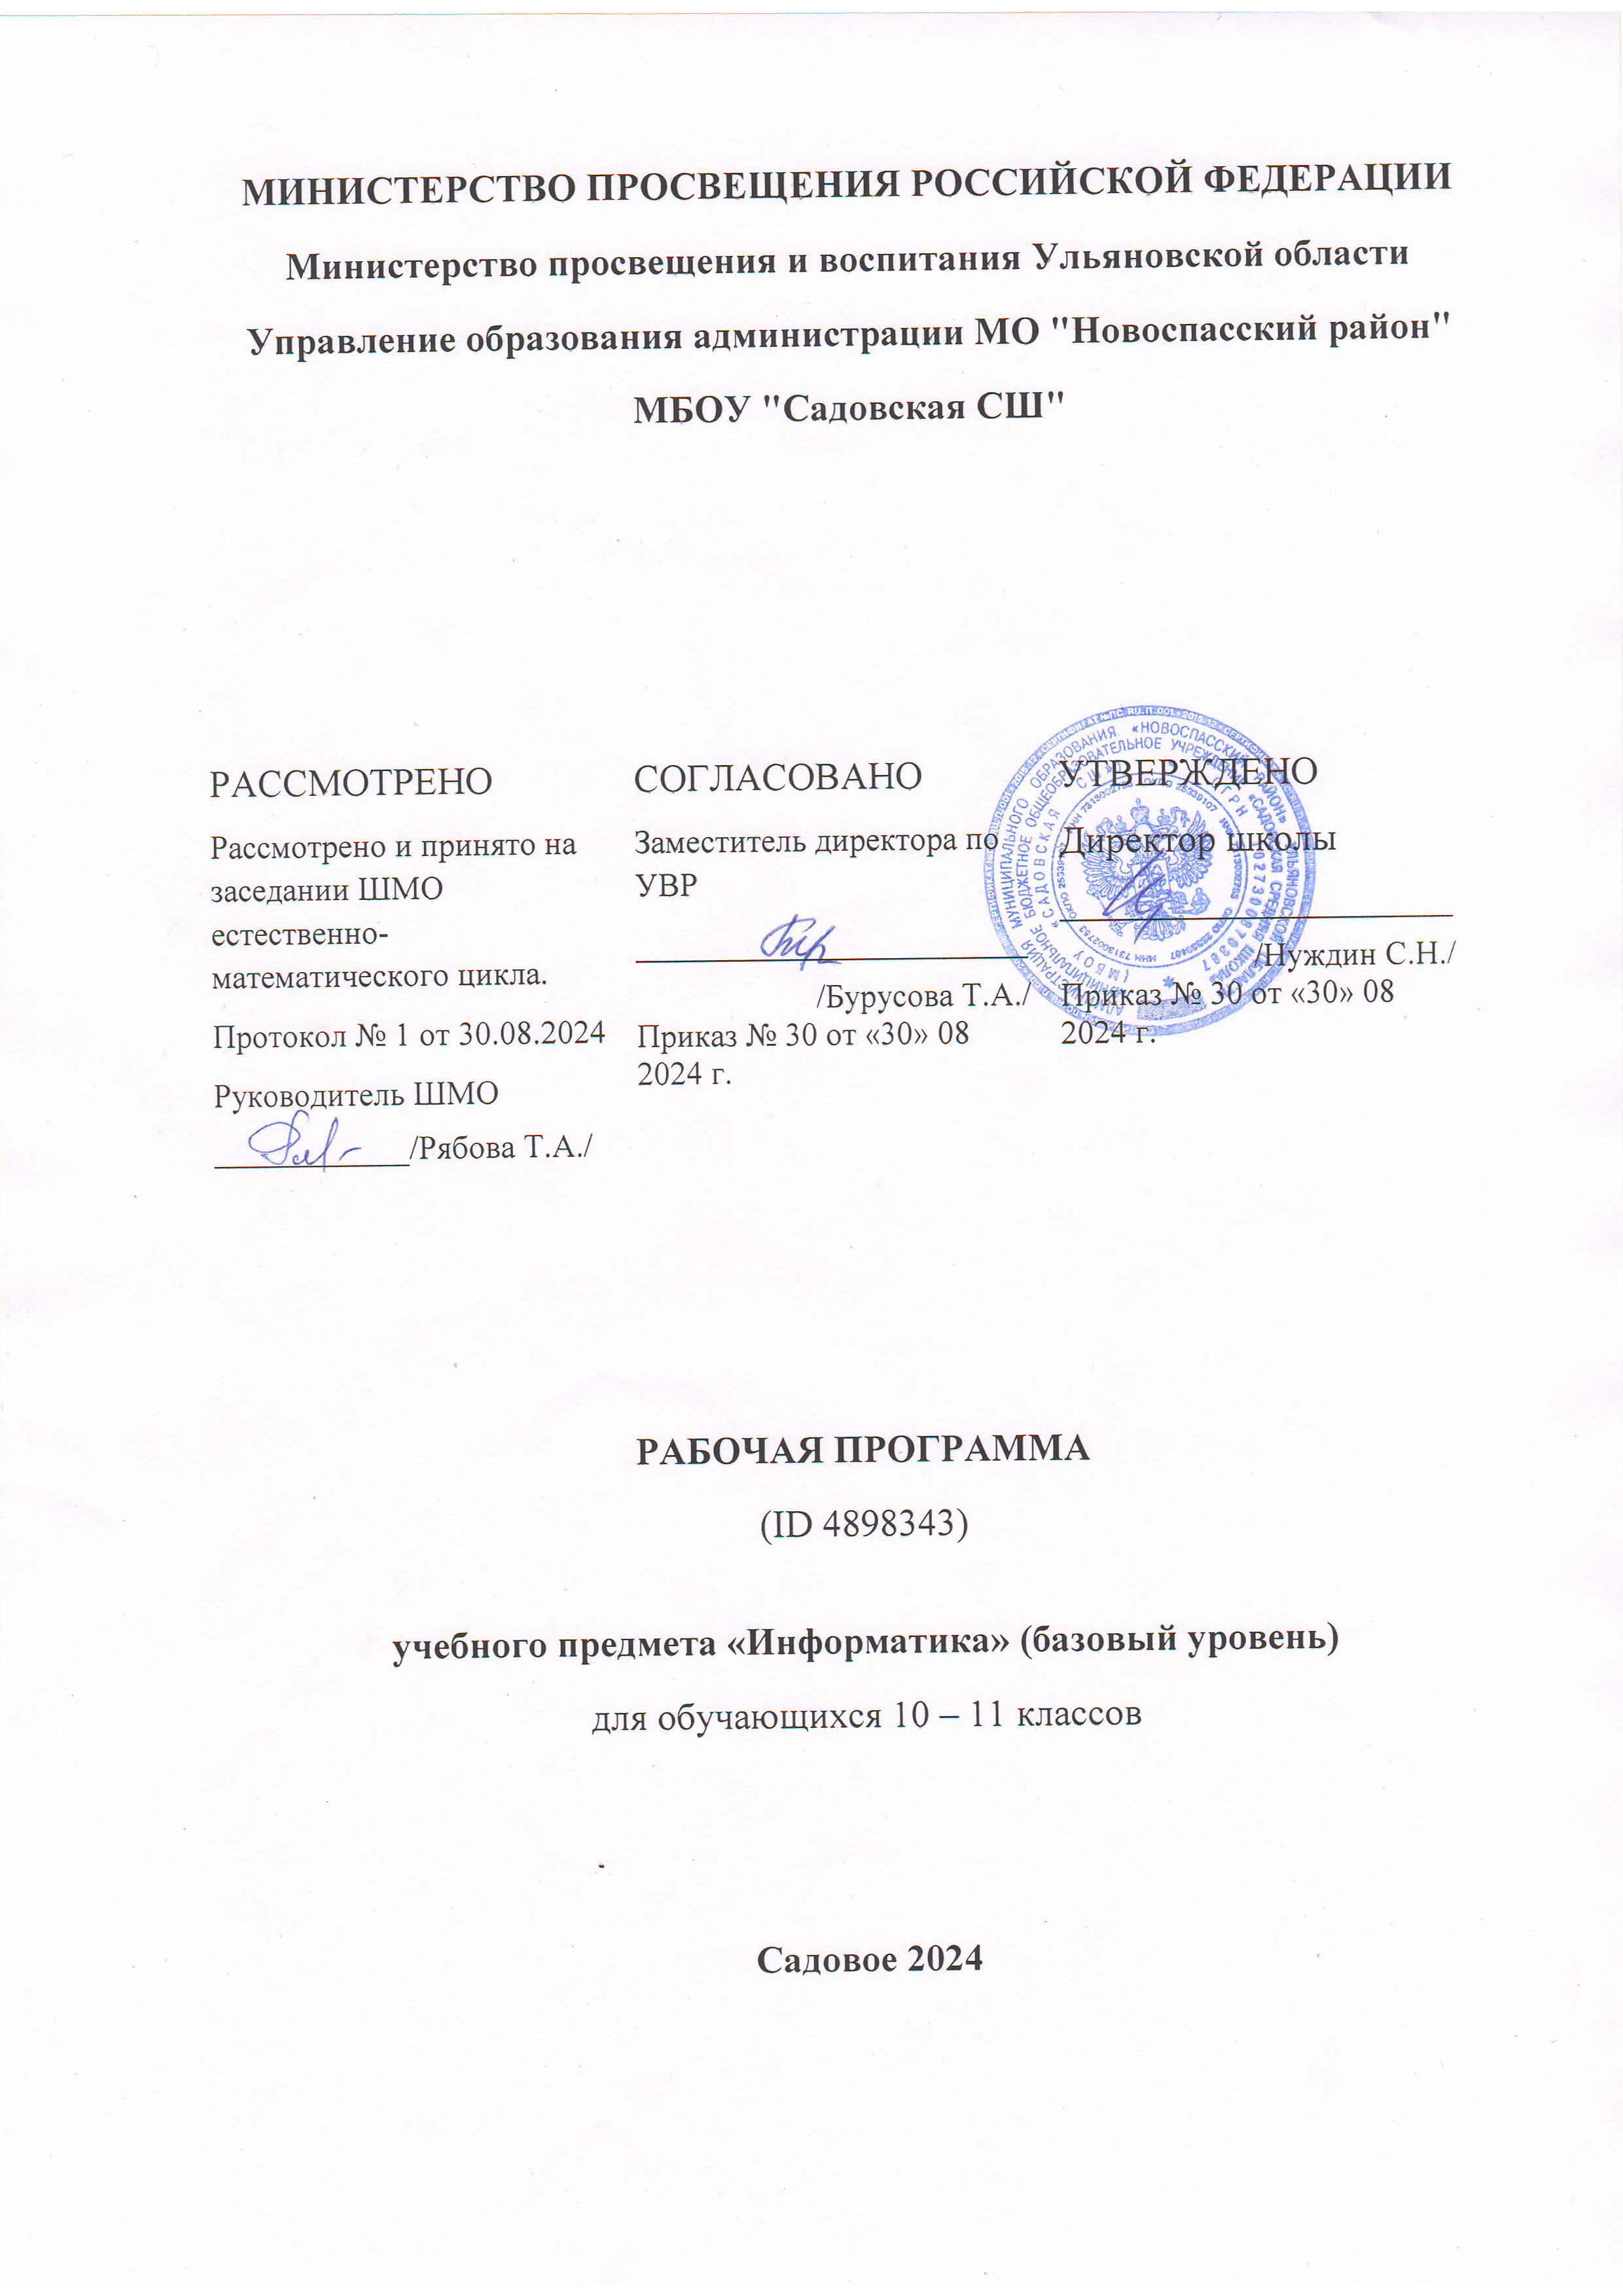 МИНИСТЕРСТВО ПРОСВЕЩЕНИЯ РОССИЙСКОЙ ФЕДЕРАЦИИ
Министерство просвещения и воспитания Ульяновской области
Управление образования администрации МО "Новоспасский район"
МБОУ "Садовская СШ"
РАССМОТРЕНО
Рассмотрено и принято на
заседании ШМО
естественно-
математического цикла.
Протокол № 1 от 30.08.2024
Руководитель ШМО
/Рябова Т.А./
СОГЛАСОВАНО
Заместитель директора по
УВР
/Бурусова Т.А./
Приказ № 30 от «30» 08
2024 г.
УТВЕРЖДЕНО
Директор школы
/Нуждин С.Н./
Приказ № 30 от «30» 08
2024 г.
РАБОЧАЯ ПРОГРАММА
(ID 4898343)
учебного предмета «Информатика» (базовый уровень)
для обучающихся 10 – 11 классов
Садовое 2024